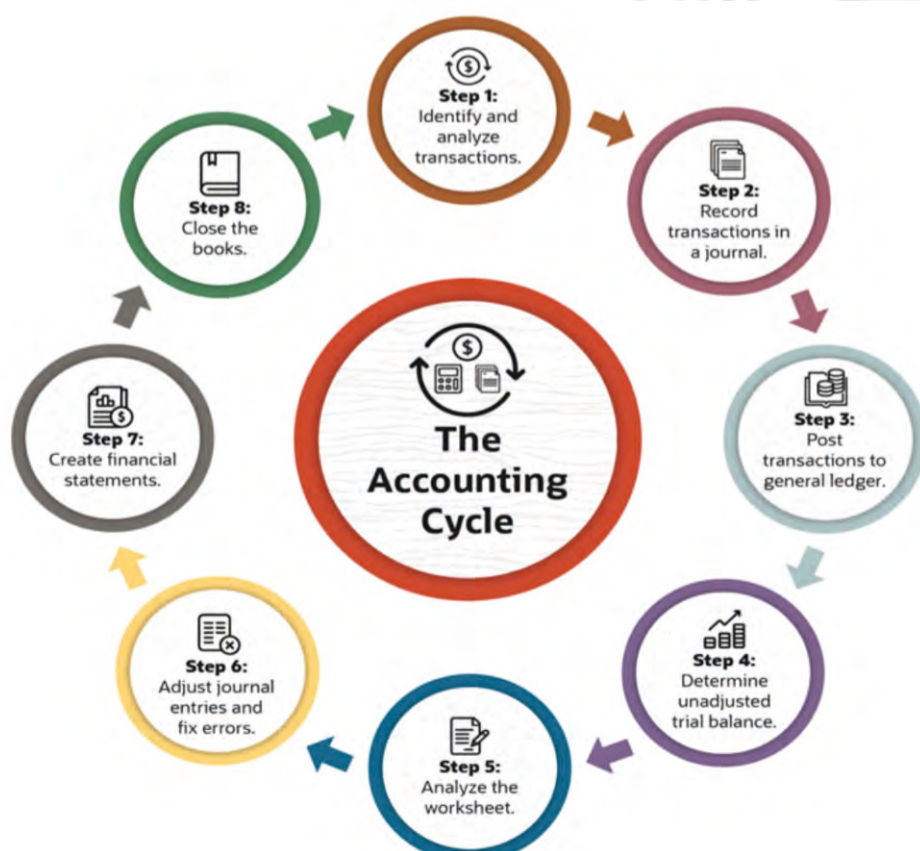 Step 1:
Identify and
analyze
transactions.
Step 2:
Record
transactions in
a journal.
Step 3:
Post
transactions to
general ledger.
Step 4:
Determine
unadjusted
trial balance.
Step 5:
Analyze the
worksheet.
Step 6:
Adjust journal
entries and
fix errors.
Step 7:
Create financial
statements.
Step 8:
Close the
books.
The
Accounting
Cycle